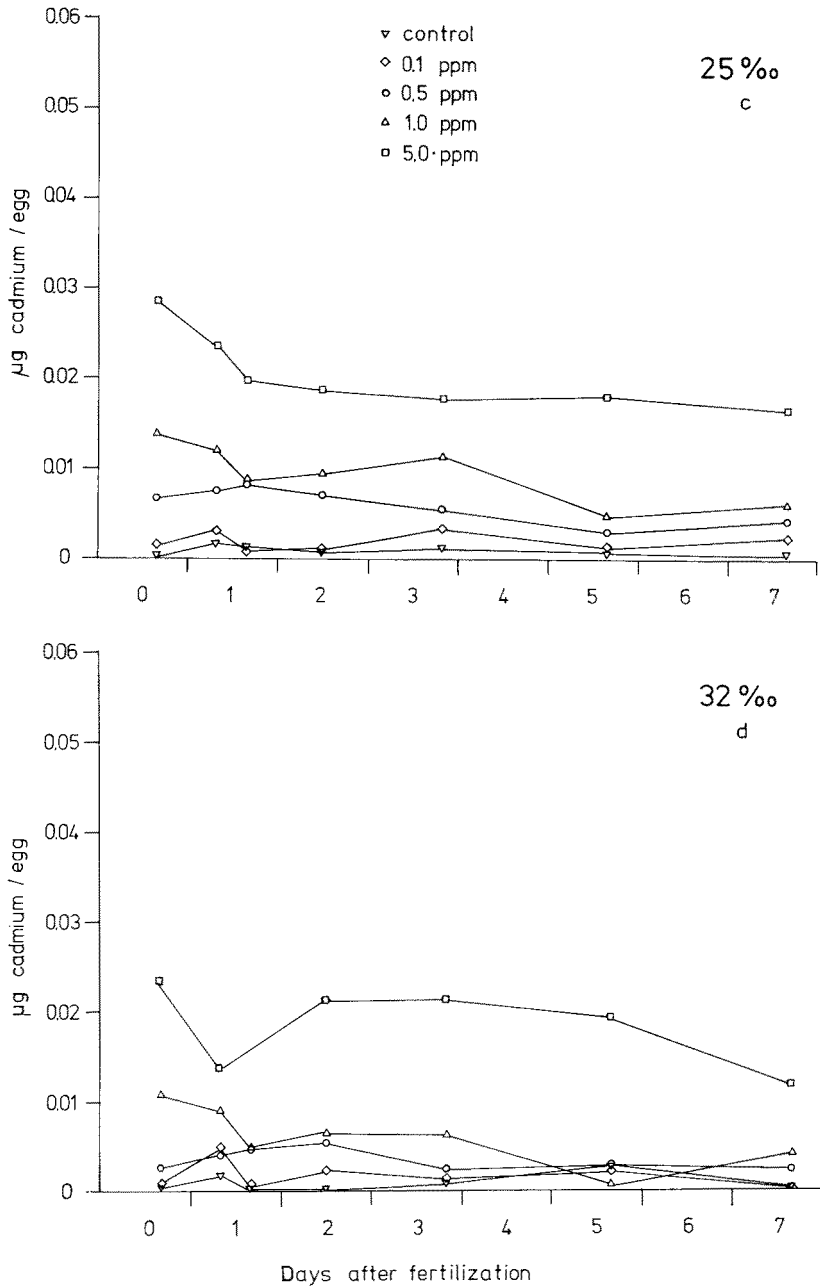 0.06
▿ control
◇ 0.1 ppm
○ 0.5 ppm
△ 1.0 ppm
□ 5.0 ppm
25 ‰
c
0.05
0.04
0.03
0.02
0.01
0
µg cadmium / egg
0 1 2 3 4 5 6 7
0.06
32 ‰
d
0.05
0.04
0.03
0.02
0.01
0
µg cadmium / egg
0 1 2 3 4 5 6 7
Days after fertilization